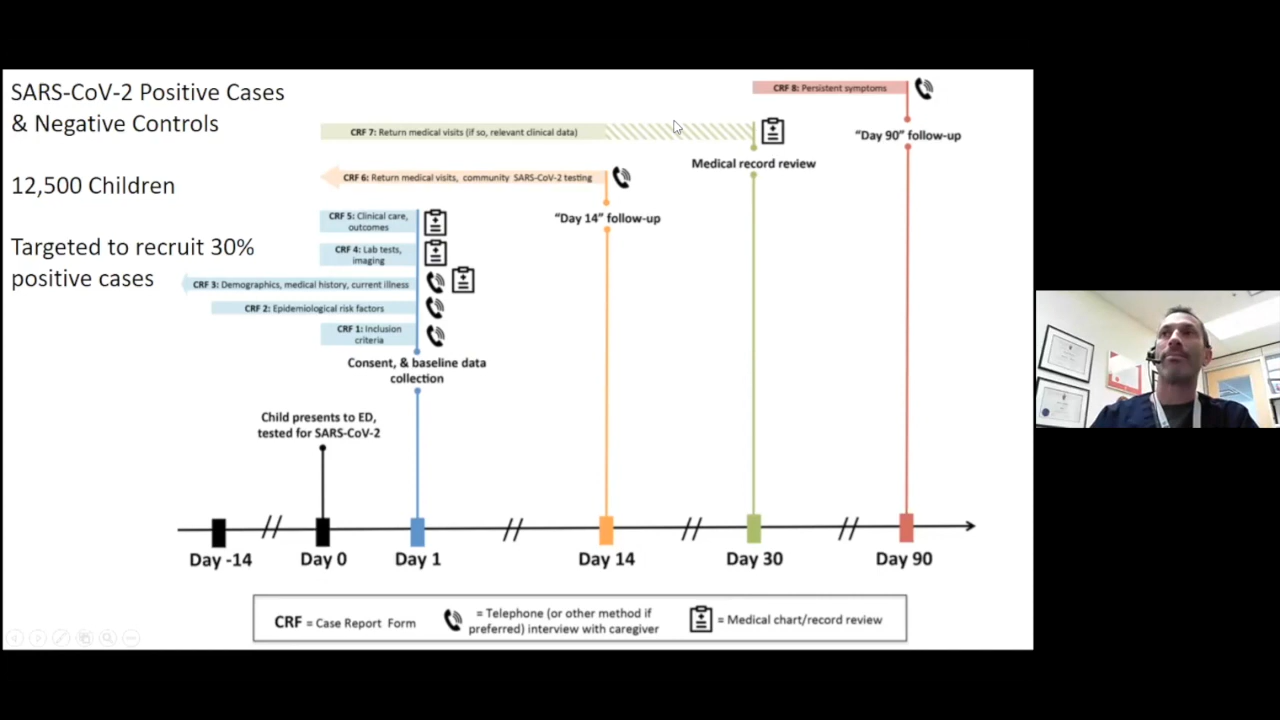 SARS-CoV-2 Positive Cases
& Negative Controls
12,500 Children
Targeted to recruit 30%
positive cases
CRF 8: Persistent symptoms
"Day 90" follow-up
CRF 7: Return medical visits (if so, relevant clinical data)
Medical record review
CRF 6: Return medical visits, community SARS-CoV-2 testing
"Day 14" follow-up
CRF 5: Clinical care,
outcomes
CRF 4: Lab tests,
imaging
CRF 3: Demographics, medical history, current illness
CRF 2: Epidemiological risk factors
CRF 1: Inclusion
criteria
Consent, & baseline data
collection
Child presents to ED,
tested for SARS-CoV-2
Day -14
Day 0
Day 1
Day 14
Day 30
Day 90
CRF = Case Report Form
= Telephone (or other method if
preferred) interview with caregiver
= Medical chart/record review